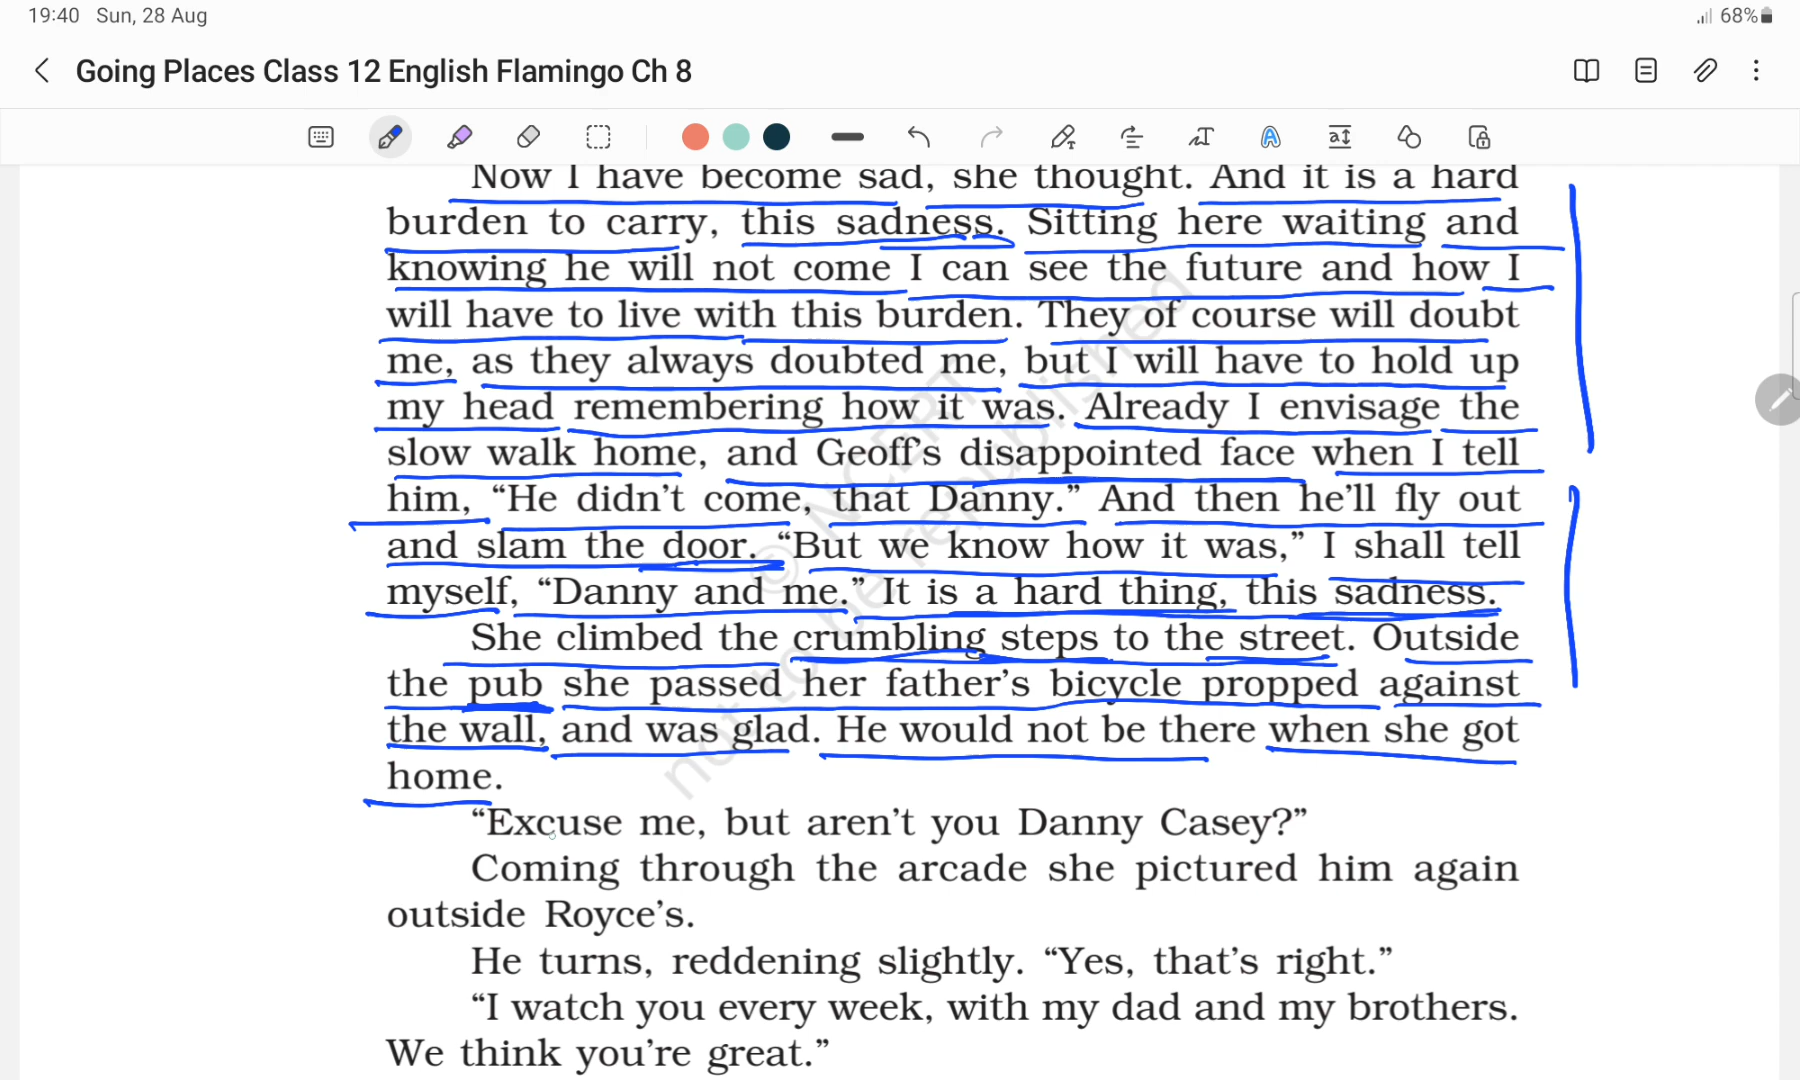 19:40 Sun, 28 Aug
68%
Going Places Class 12 English Flamingo Ch 8
Now I have become sad, she thought. And it is a hard
burden to carry, this sadness. Sitting here waiting and
knowing he will not come I can see the future and how I
will have to live with this burden. They of course will doubt
me, as they always doubted me, but I will have to hold up
my head remembering how it was. Already I envisage the
slow walk home, and Geoff’s disappointed face when I tell
him, “He didn’t come, that Danny.” And then he’ll fly out
and slam the door. “But we know how it was,” I shall tell
myself, “Danny and me.” It is a hard thing, this sadness.
She climbed the crumbling steps to the street. Outside
the pub she passed her father’s bicycle propped against
the wall, and was glad. He would not be there when she got
home.
“Excuse me, but aren’t you Danny Casey?”
Coming through the arcade she pictured him again
outside Royce’s.
He turns, reddening slightly. “Yes, that’s right.”
“I watch you every week, with my dad and my brothers.
We think you’re great.”
© NCERT
not to be republished